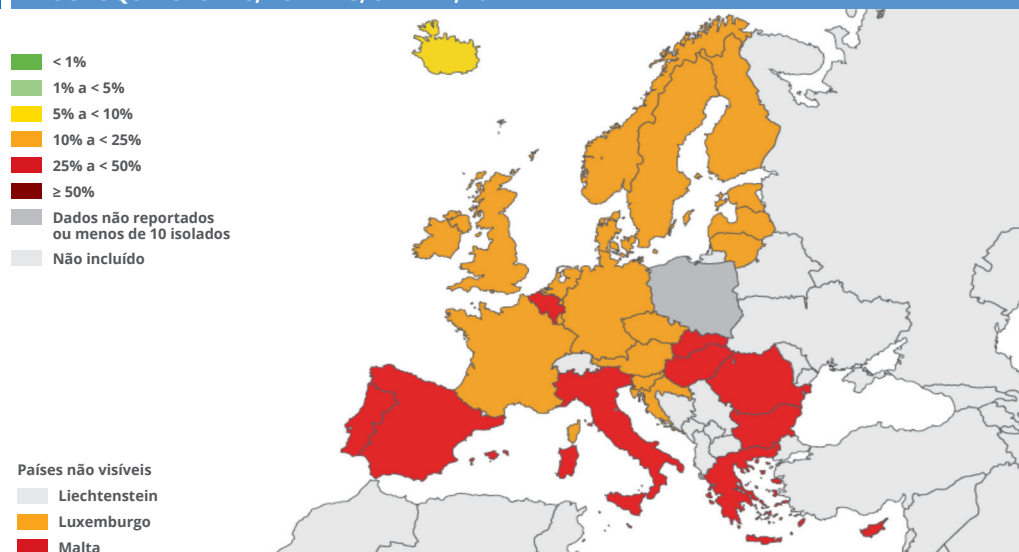 < 1%
1% a < 5%
5% a < 10%
10% a < 25%
25% a < 50%
≥ 50%
Dados não reportados
ou menos de 10 isolados
Não incluído
Países não visíveis
Liechtenstein
Luxemburgo
Malta